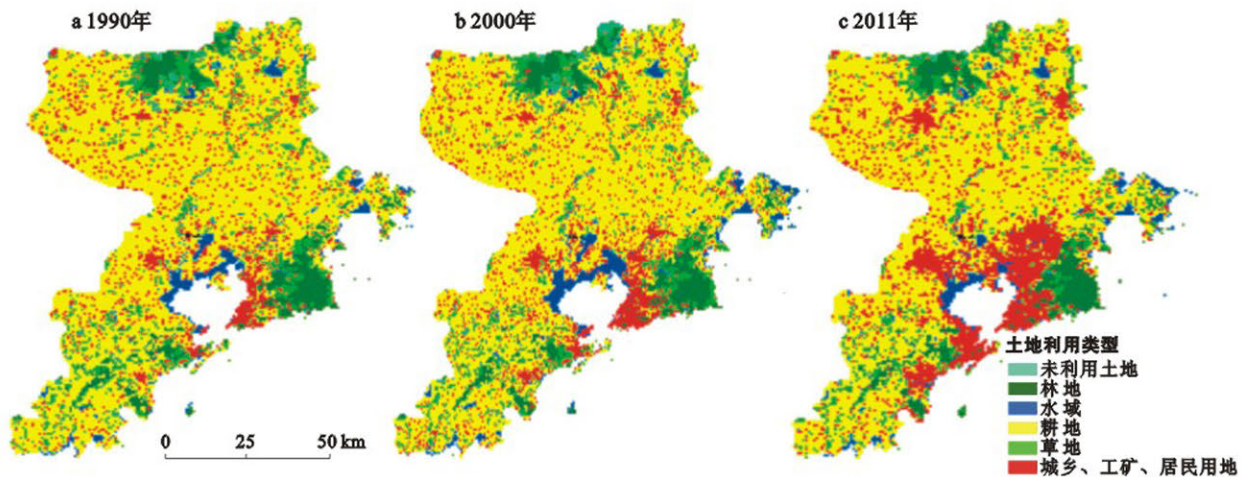 a 1990年
b 2000年
c 2011年
土地利用类型
未利用土地
林地
水域
耕地
草地
城乡、工矿、居民用地
0 25 50 km